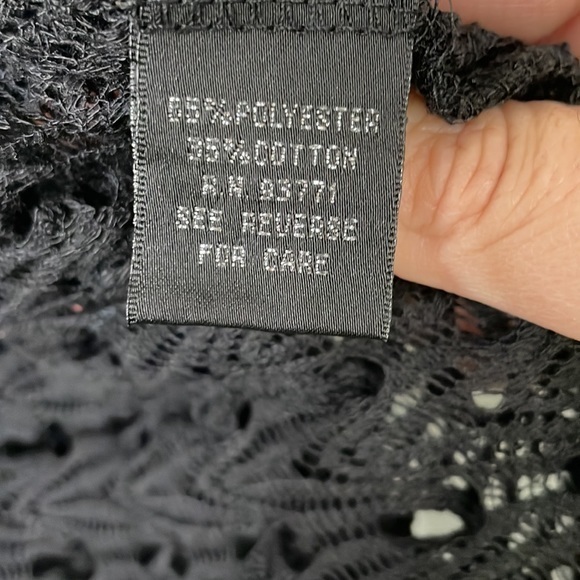 65%POLYESTER
35%COTTON
R.N. 93771
SEE REVERSE
FOR CARE